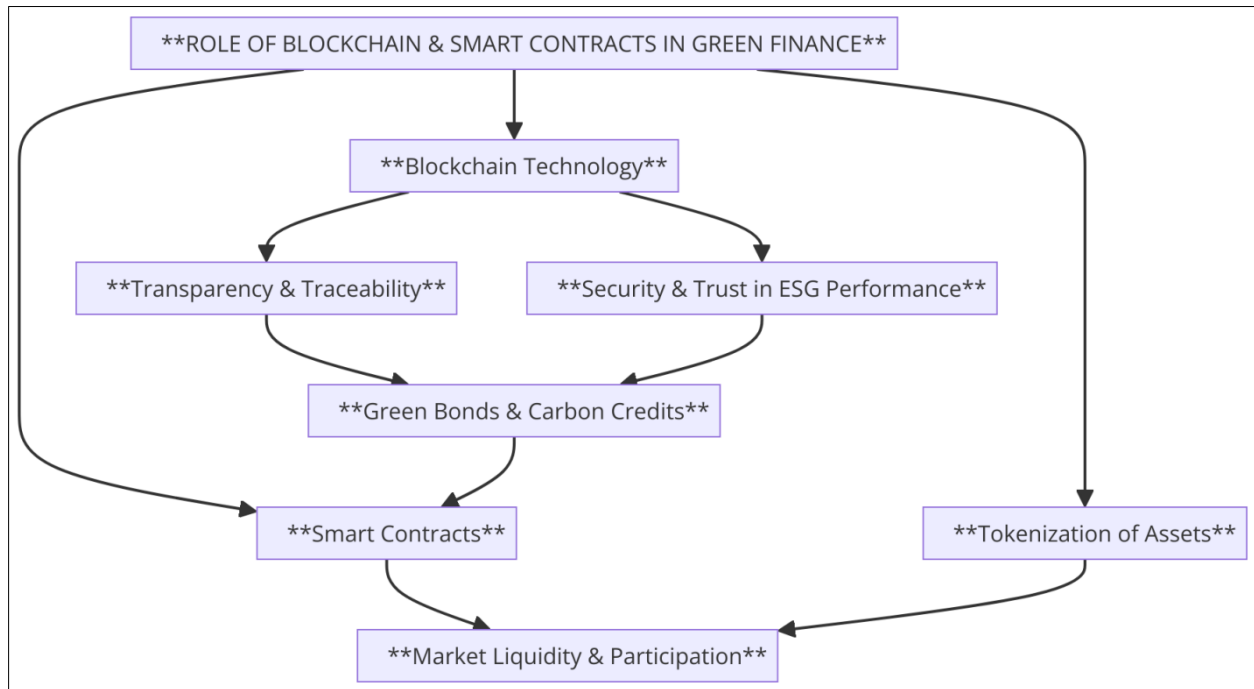 **ROLE OF BLOCKCHAIN & SMART CONTRACTS IN GREEN FINANCE**
**Blockchain Technology**
**Transparency & Traceability**
**Security & Trust in ESG Performance**
**Green Bonds & Carbon Credits**
**Smart Contracts**
**Tokenization of Assets**
**Market Liquidity & Participation**